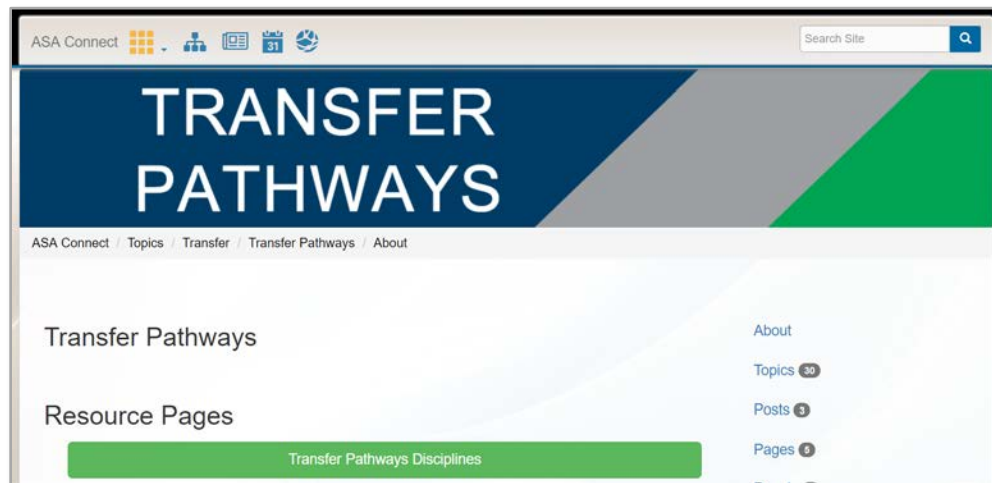 ASA Connect
31
Search Site
TRANSFER
PATHWAYS
ASA Connect / Topics / Transfer / Transfer Pathways / About
Transfer Pathways
About
Topics 30
Resource Pages
Posts 3
Transfer Pathways Disciplines
Pages 5